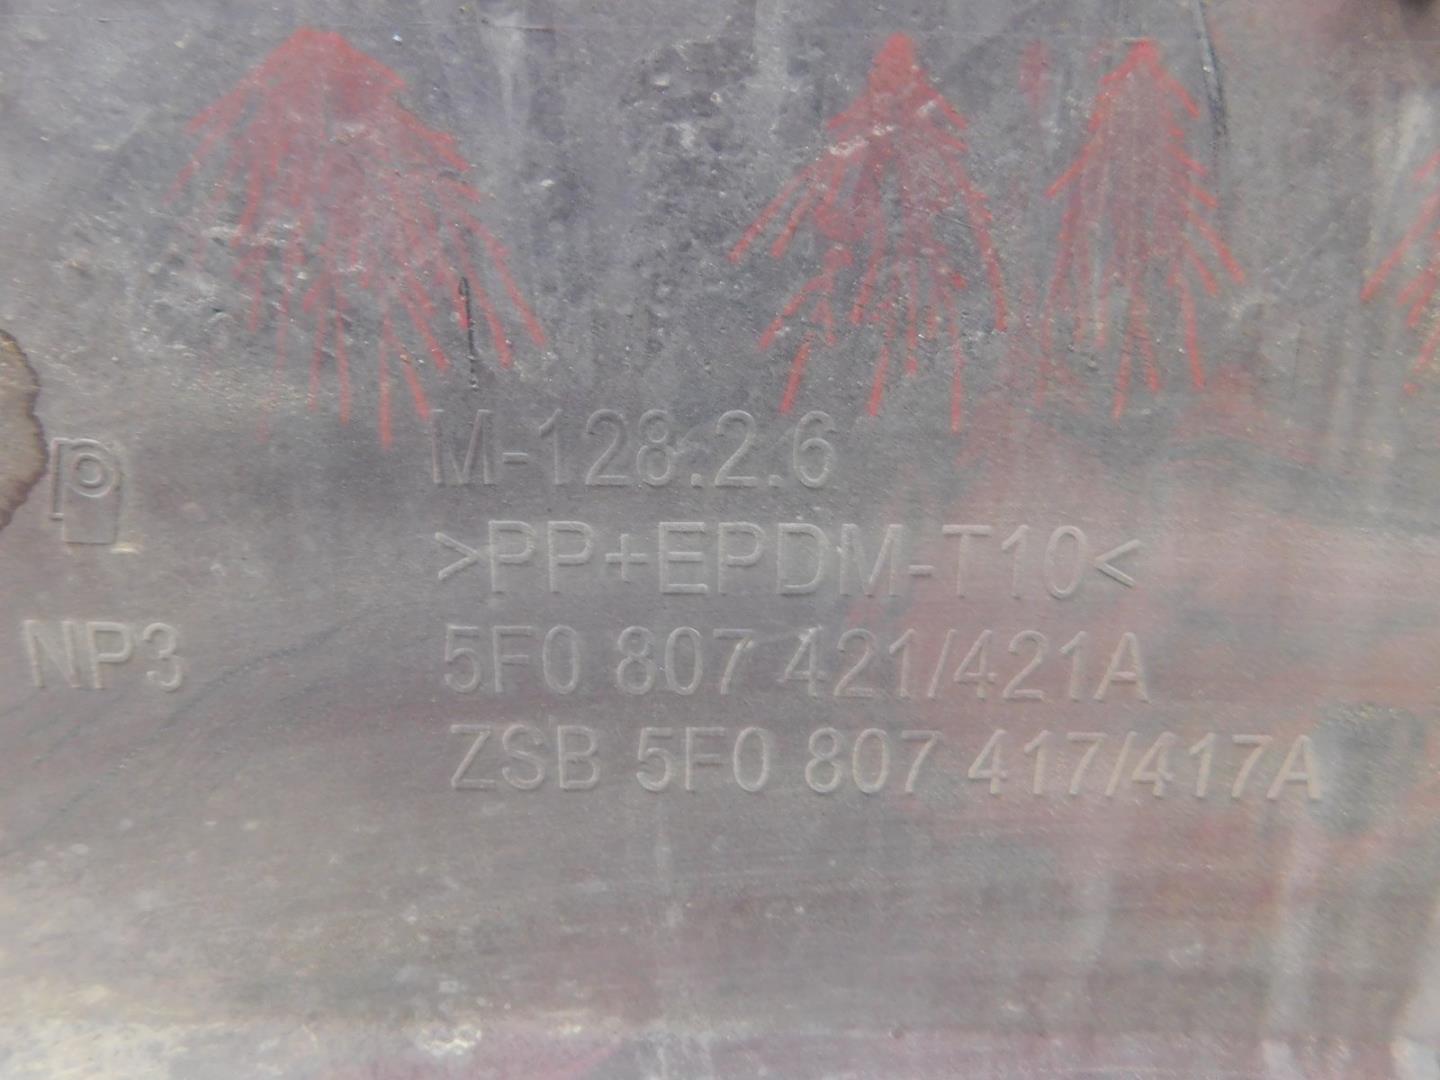 M-128.2.6
>PP+EPDM-T10<
NP3
5F0 807 421/421A
ZSB 5F0 807 417/417A